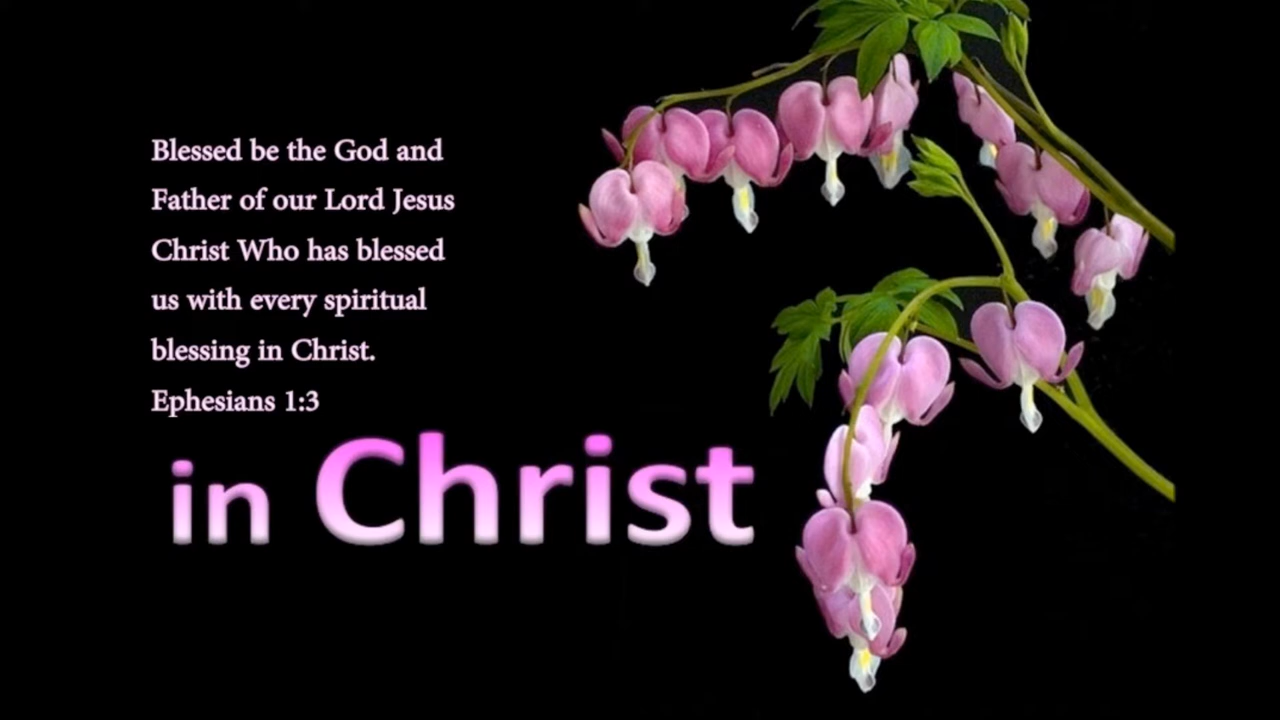 Blessed be the God and
Father of our Lord Jesus
Christ Who has blessed
us with every spiritual
blessing in Christ.
Ephesians 1:3
in Christ